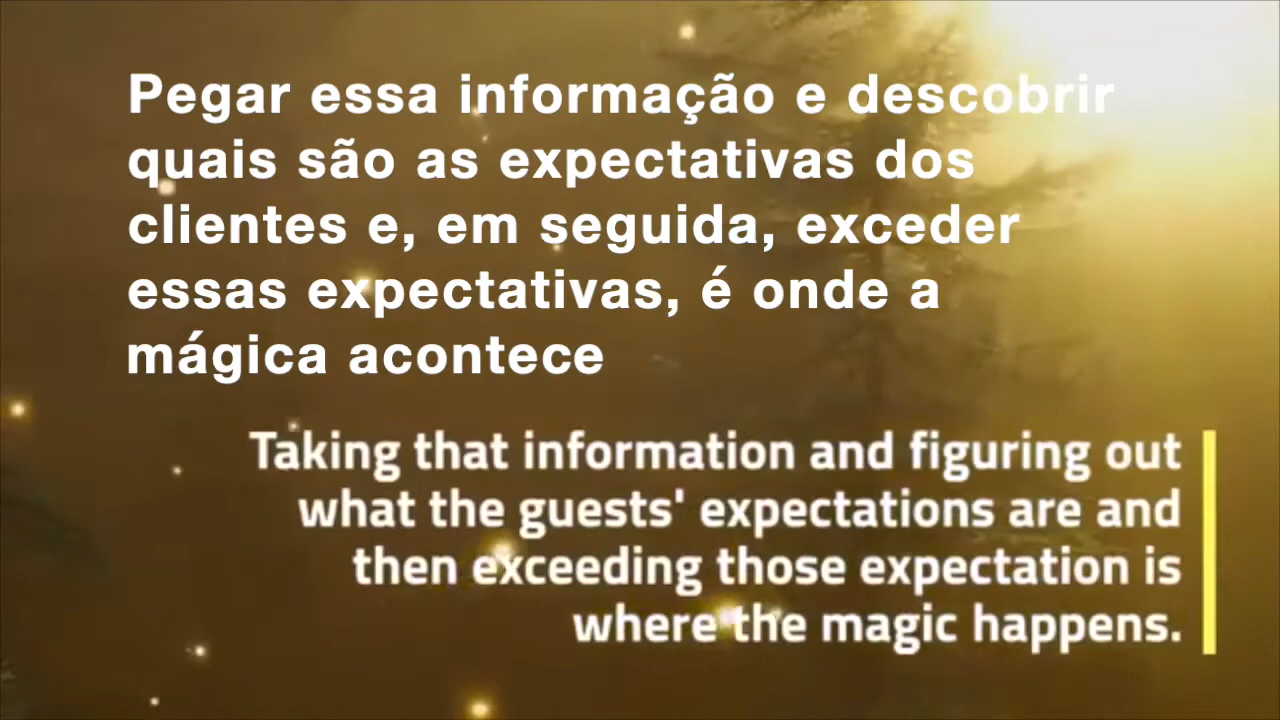 Pegar essa informação e descobrir
quais são as expectativas dos
clientes e, em seguida, exceder
essas expectativas, é onde a
mágica acontece
Taking that information and figuring out
what the guests' expectations are and
then exceeding those expectation is
where the magic happens.